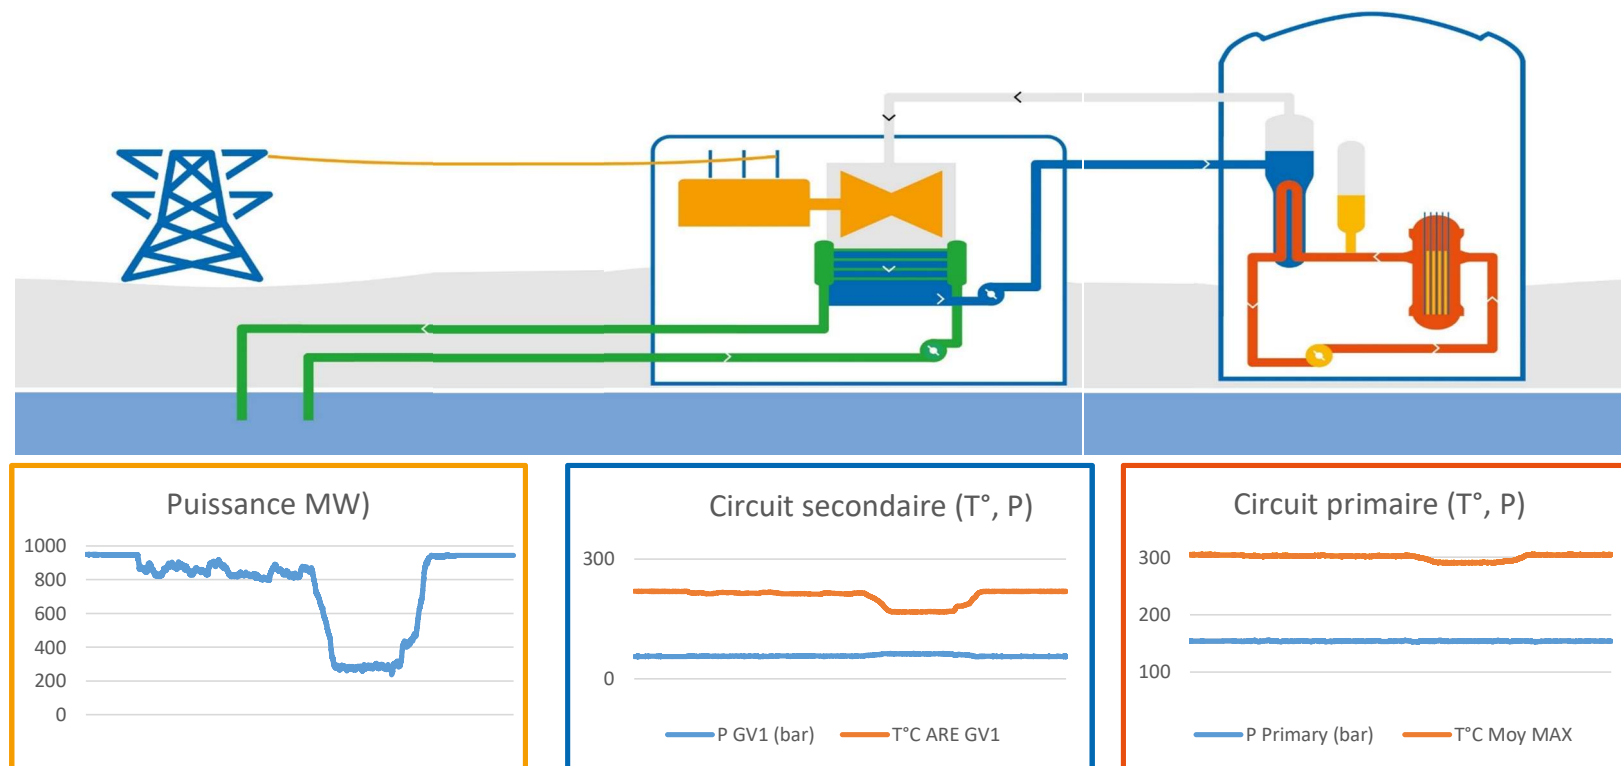 Puissance MW)
1000
800
600
400
200
0
Circuit secondaire (T°, P)
300
0
P GV1 (bar) T°C ARE GV1
Circuit primaire (T°, P)
300
200
100
P Primary (bar) T°C Moy MAX